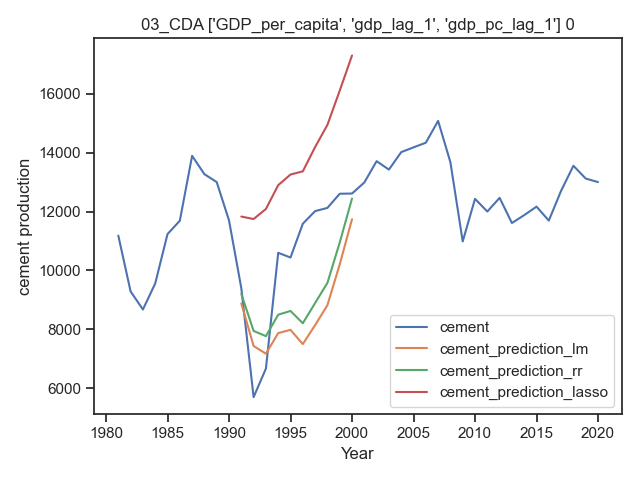 03_CDA ['GDP_per_capita', 'gdp_lag_1', 'gdp_pc_lag_1'] 0
cement production
16000
14000
12000
10000
8000
6000
cement
cement_prediction_lm
cement_prediction_rr
cement_prediction_lasso
1980 1985 1990 1995 2000 2005 2010 2015 2020
Year